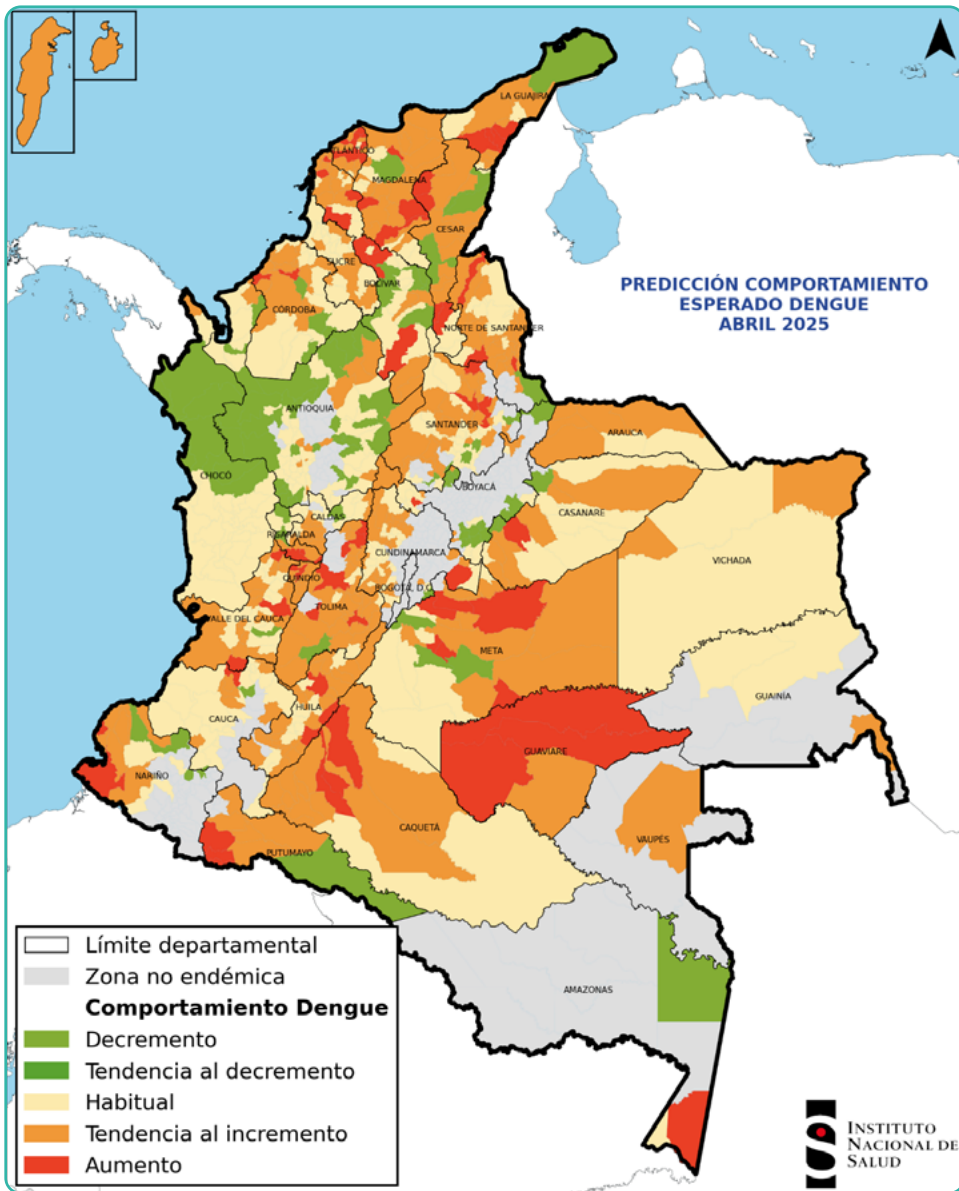 LA GUAJIRA
ATLÁNTICO
MAGDALENA
CESAR
SUCRE
BOLÍVAR
CÓRDOBA
NORTE DE SANTANDER
PREDICCIÓN COMPORTAMIENTO
ESPERADO DENGUE
ABRIL 2025
ANTIOQUIA
SANTANDER
ARAUCA
CHOCÓ
BOYACÁ
CASANARE
CALDAS
RISARALDA
CUNDINAMARCA
VICHADA
QUINDÍO
BOGOTÁ, D.C.
TOLIMA
VALLE DEL CAUCA
META
GUAINÍA
HUILA
CAUCA
GUAVIARE
NARIÑO
CAQUETÁ
VAUPÉS
PUTUMAYO
AMAZONAS
Límite departamental
Zona no endémica
Comportamiento Dengue
Decremento
Tendencia al decremento
Habitual
Tendencia al incremento
Aumento
INSTITUTO
NACIONAL DE
SALUD